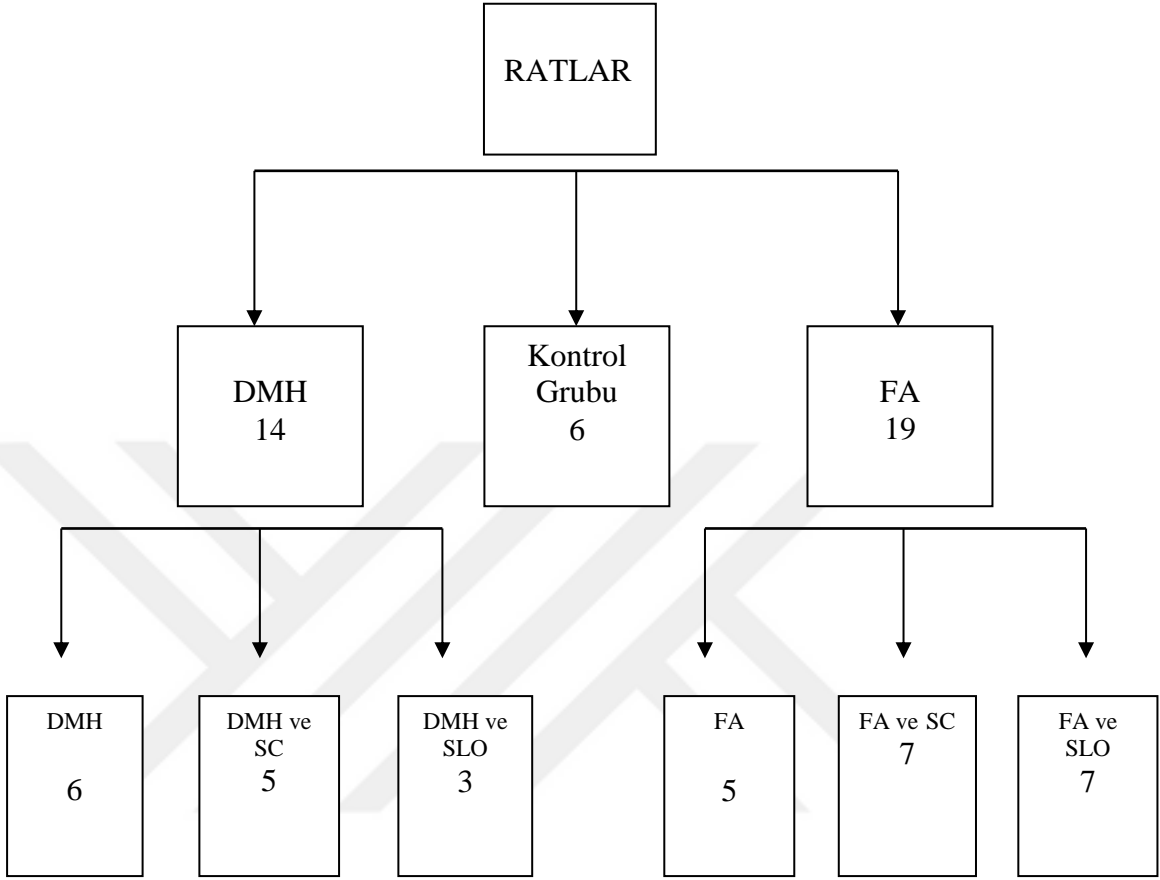 RATLAR
DMH
14
Kontrol
Grubu
6
FA
19
DMH
6
DMH ve
SC
5
DMH ve
SLO
3
FA
5
FA ve SC
7
FA ve
SLO
7